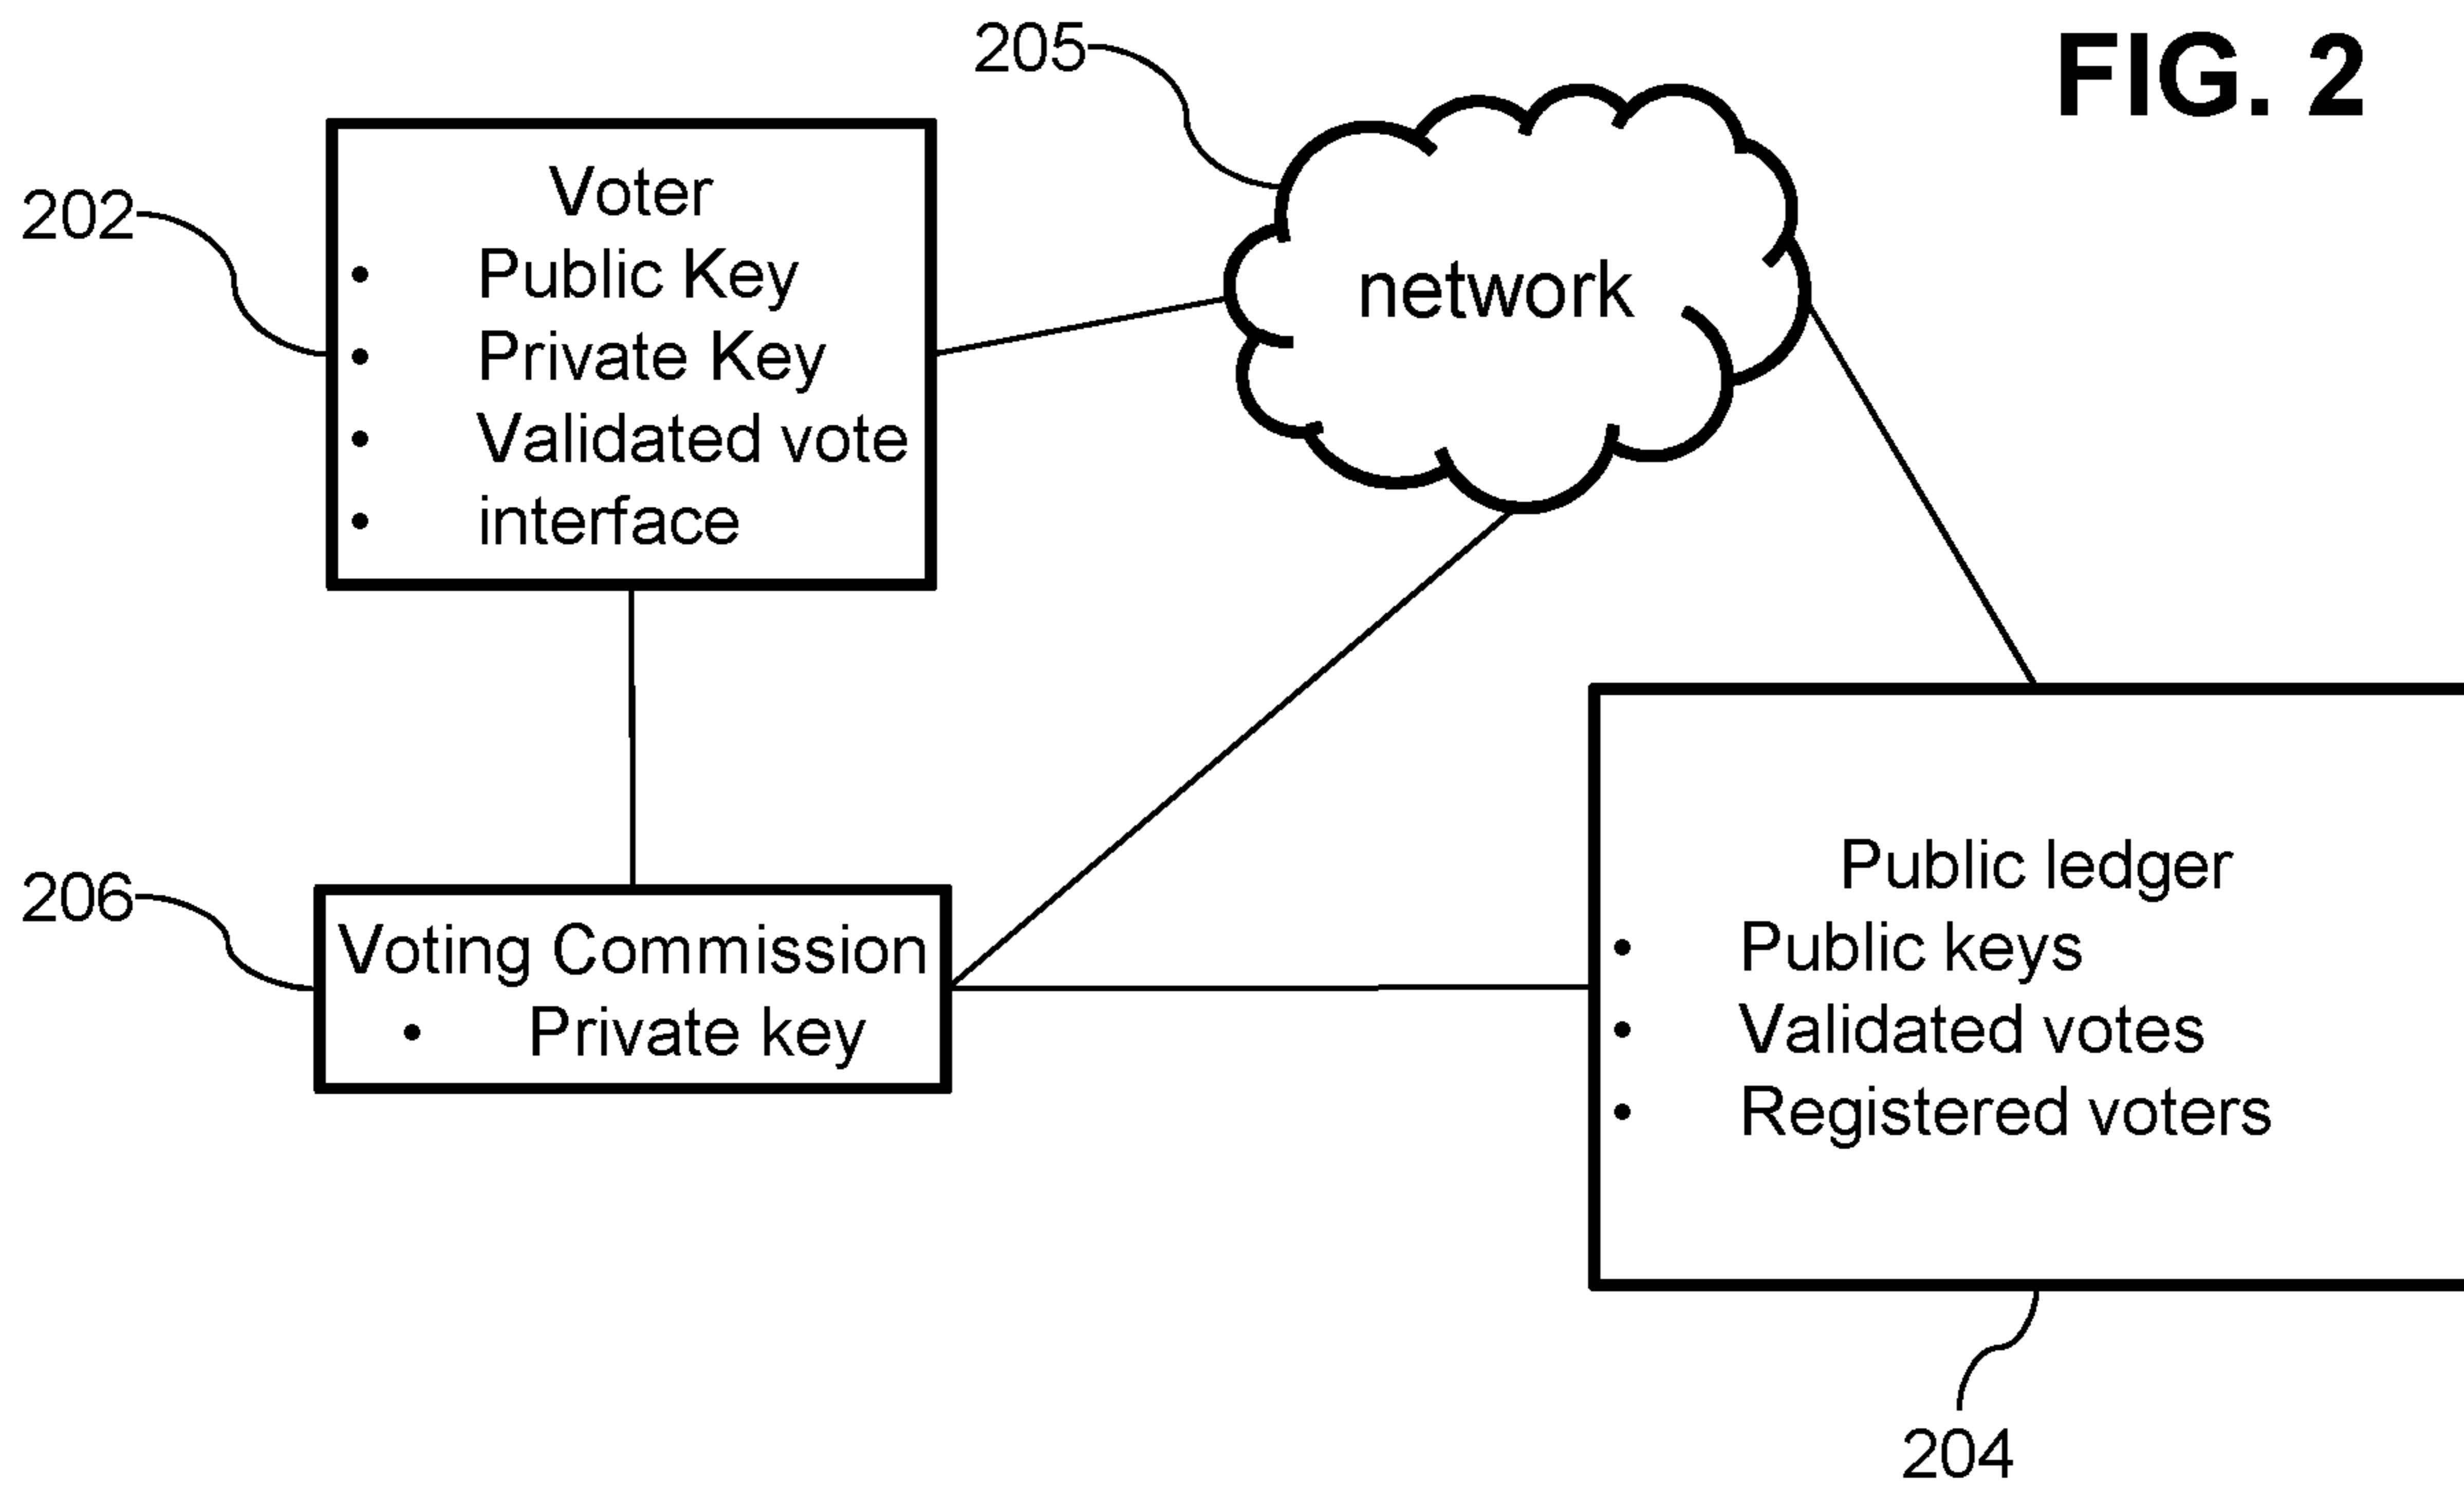 FIG. 2
205
202
Voter
• Public Key
• Private Key
• Validated vote
• interface
network
206
Voting Commission
• Private key
Public ledger
• Public keys
• Validated votes
• Registered voters
204